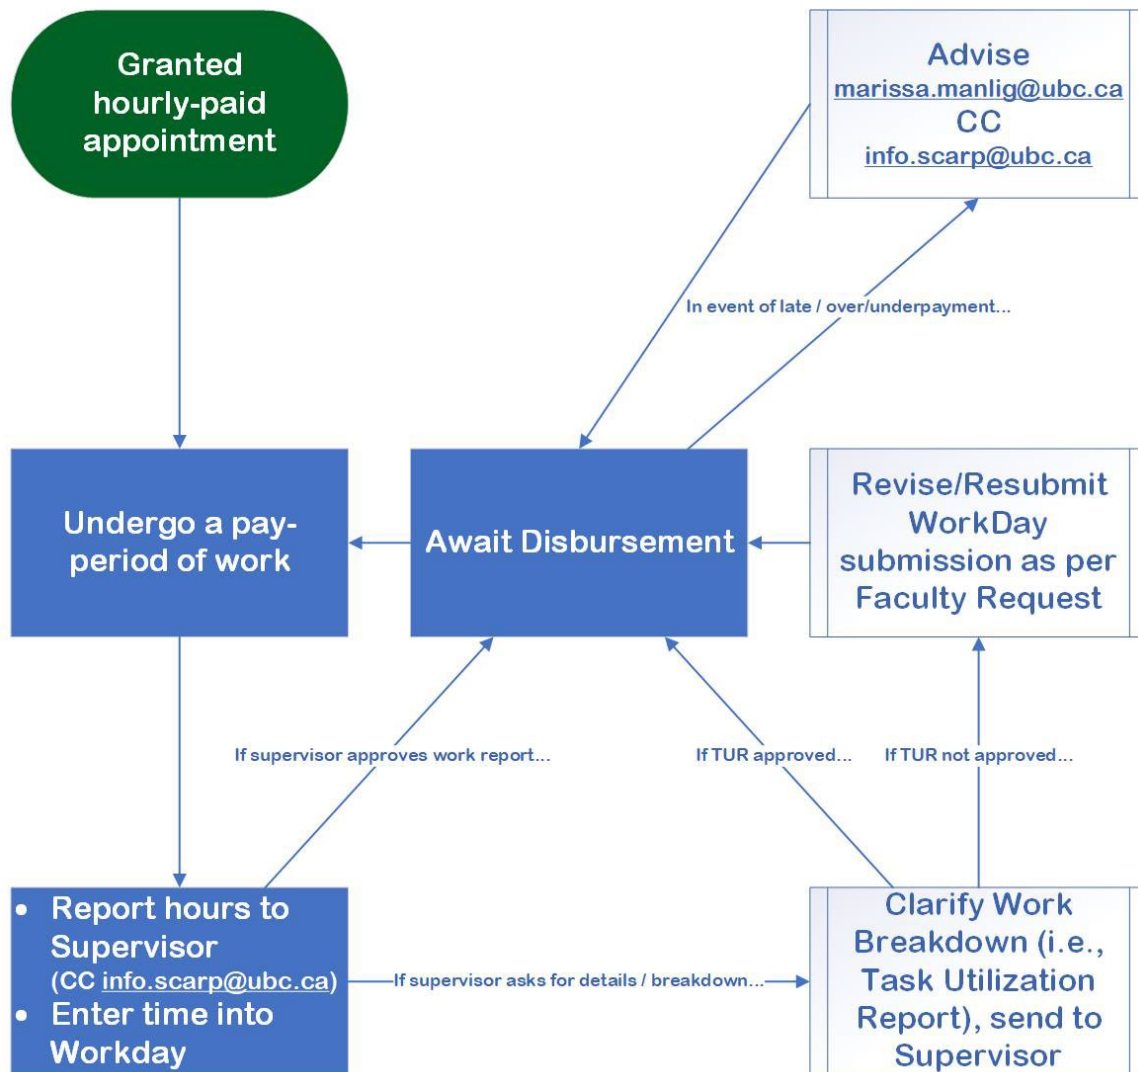 Granted
hourly-paid
appointment
Advise
marissa.manlig@ubc.ca
CC
info.scarp@ubc.ca
In event of late / over/underpayment...
Undergo a pay-
period of work
Await Disbursement
Revise/Resubmit
WorkDay
submission as per
Faculty Request
If supervisor approves work report...
If TUR approved...
If TUR not approved...
• Report hours to
Supervisor
(CC info.scarp@ubc.ca)
• Enter time into
Workday
If supervisor asks for details / breakdown...
Clarify Work
Breakdown (i.e.,
Task Utilization
Report), send to
Supervisor